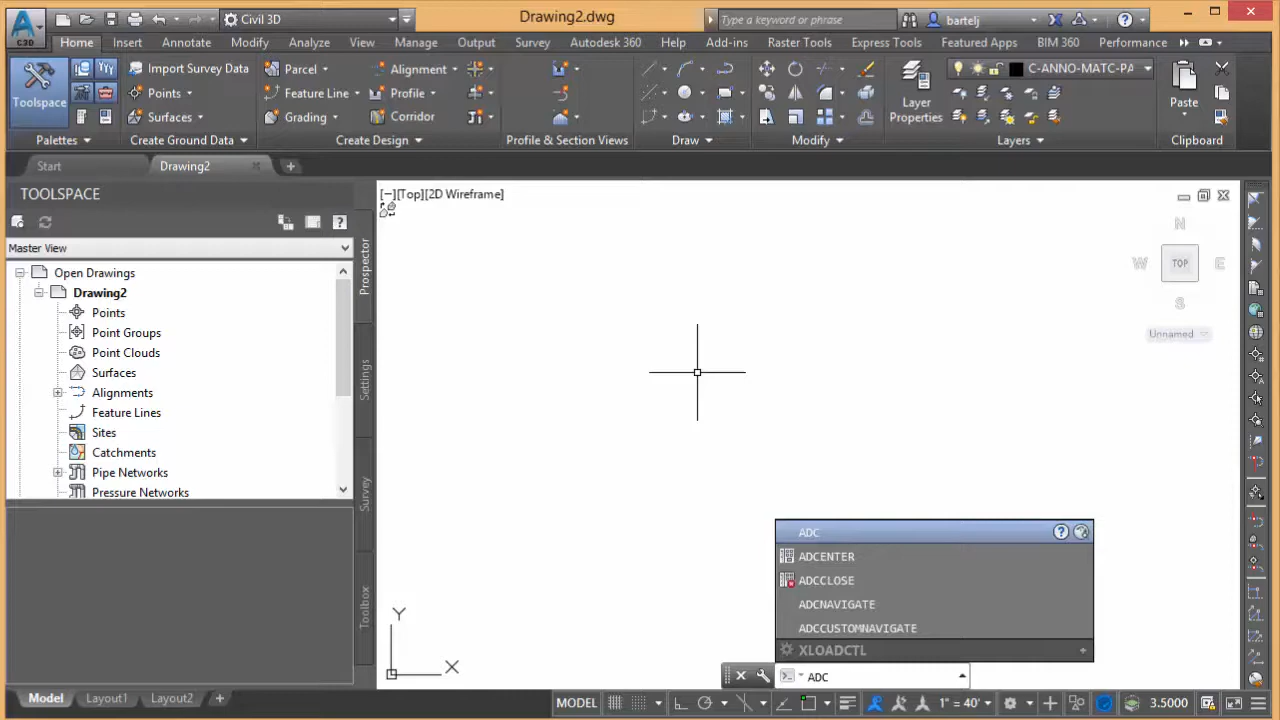 Civil 3D
Drawing2.dwg
Type a keyword or phrase
bartelj
C3D
Home
Insert
Annotate
Modify
Analyze
View
Manage
Output
Survey
Autodesk 360
Help
Add-ins
Raster Tools
Express Tools
Featured Apps
BIM 360
Performance
Toolspace
Import Survey Data
Points
Surfaces
Parcel
Feature Line
Grading
Alignment
Profile
Corridor
Layer
Properties
C-ANNO-MATC-PA
Paste
Palettes
Create Ground Data
Create Design
Profile & Section Views
Draw
Modify
Layers
Clipboard
Start
Drawing2
TOOLSPACE
[−][Top][2D Wireframe]
Master View
Open Drawings
Drawing2
Points
Point Groups
Point Clouds
Surfaces
Alignments
Feature Lines
Sites
Catchments
Pipe Networks
Pressure Networks
Prospector
Settings
Survey
Toolbox
N
W
TOP
E
S
Unnamed
ADC
ADCENTER
ADCCLOSE
ADCNAVIGATE
ADCCUSTOMNAVIGATE
XLOADCTL
ADC
Y
X
Model
Layout1
Layout2
MODEL
1" = 40'
3.5000